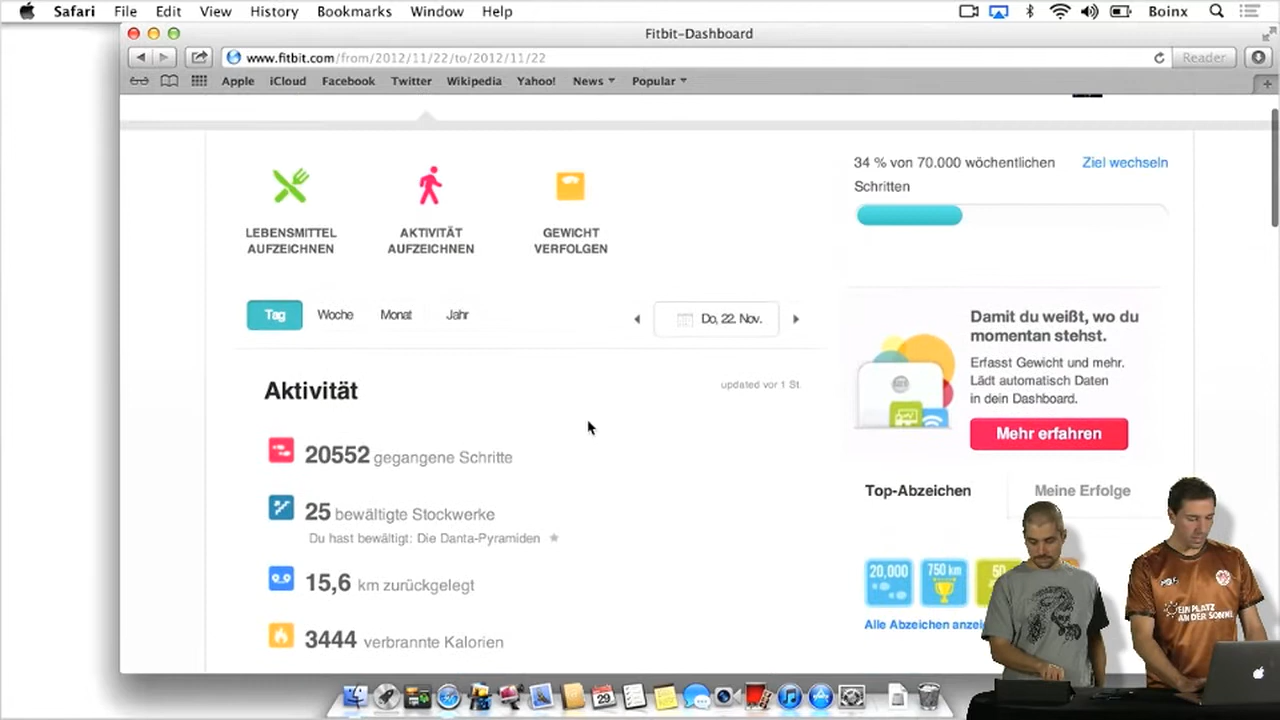 Safari File Edit View History Bookmarks Window Help Boinx
Fitbit-Dashboard
www.fitbit.com/from/2012/11/22/to/2012/11/22
Reader
Apple iCloud Facebook Twitter Wikipedia Yahoo! News Popular
34 % von 70.000 wöchentlichen Schritten
Ziel wechseln
LEBENSMITTEL AUFZEICHNEN
AKTIVITÄT AUFZEICHNEN
GEWICHT VERFOLGEN
Tag Woche Monat Jahr
Do, 22. Nov.
Damit du weißt, wo du
momentan stehst.
Erfasst Gewicht und mehr.
Lädt automatisch Daten
in dein Dashboard.
Mehr erfahren
Aktivität
updated vor 1 St.
20552 gegangene Schritte
25 bewältigte Stockwerke
Du hast bewältigt: Die Danta-Pyramiden
15,6 km zurückgelegt
3444 verbrannte Kalorien
Top-Abzeichen
Meine Erfolge
20,000
750 km
50
Alle Abzeichen
EIN PLATZ
AN DER SONNE
29